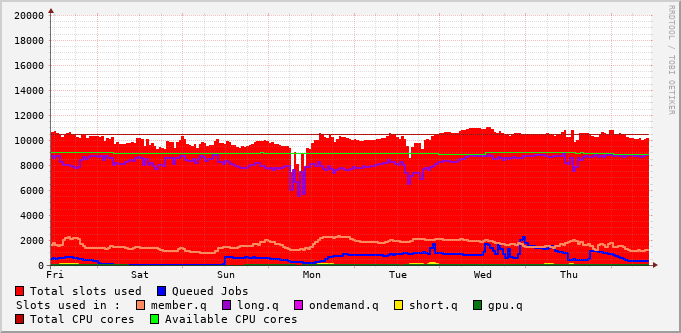 RRDTOOL / TOBI OETIKER
20000
18000
16000
14000
12000
10000
8000
6000
4000
2000
0
Fri Sat Sun Mon Tue Wed Thu
Total slots used Queued Jobs
Slots used in : member.q long.q ondemand.q short.q gpu.q
Total CPU cores Available CPU cores